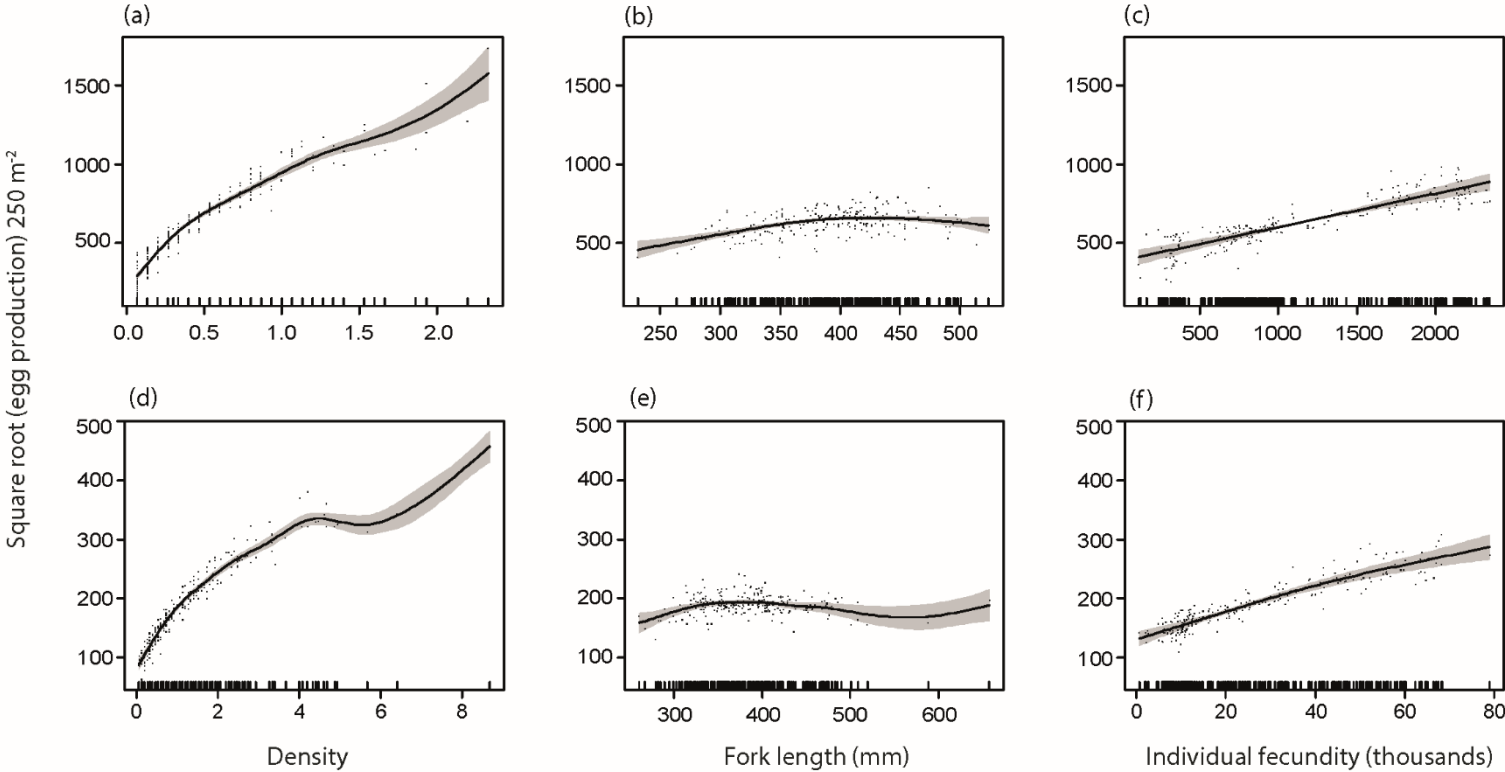 (a) (b) (c)
1500 1500 1500
1000 1000 1000
500 500 500
0.0 0.5 1.0 1.5 2.0 250 300 350 400 450 500 500 1000 1500 2000
Square root (egg production) 250 m⁻²
(d) (e) (f)
500 500 500
400 400 400
300 300 300
200 200 200
100 100 100
0 2 4 6 8 300 400 500 600 0 20 40 60 80
Density Fork length (mm) Individual fecundity (thousands)